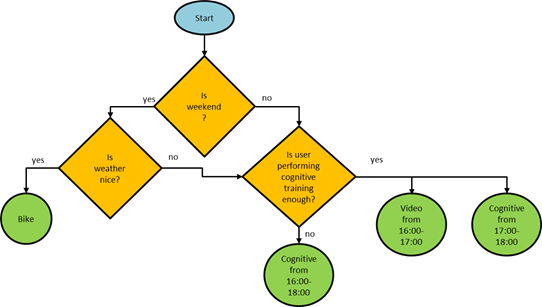 Start
Is
weekend
?
yes
no
Is
weather
nice?
yes
no
Is user
performing
cognitive
training
enough?
yes
no
Bike
Video
from
16:00-
17:00
Cognitive
from
17:00-
18:00
Cognitive
from
16:00-
18:00